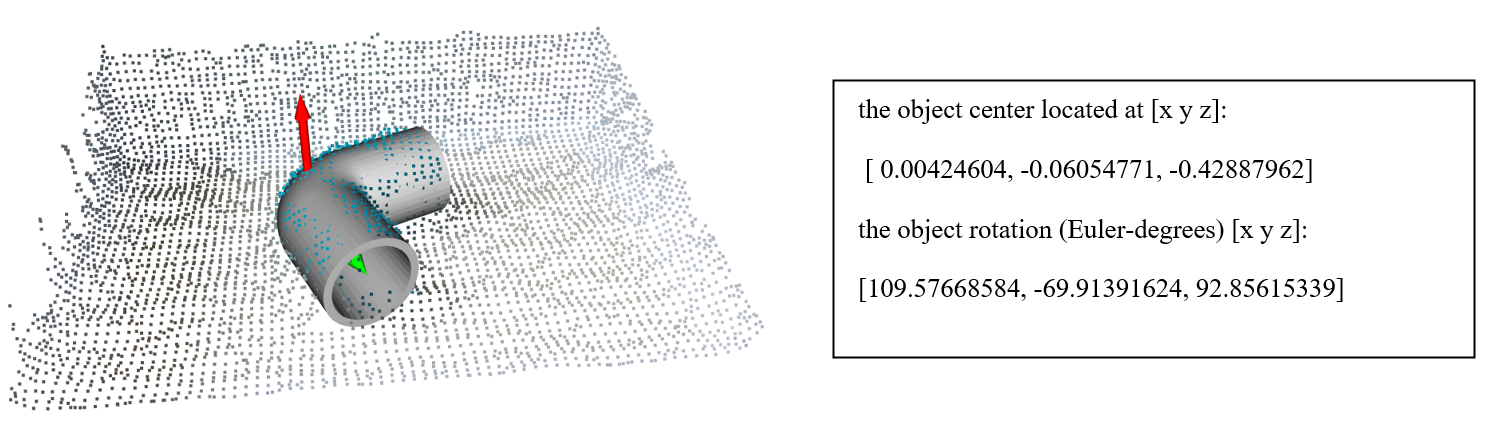 the object center located at [x y z]:
[ 0.00424604, -0.06054771, -0.42887962]
the object rotation (Euler-degrees) [x y z]:
[109.57668584, -69.91391624, 92.85615339]